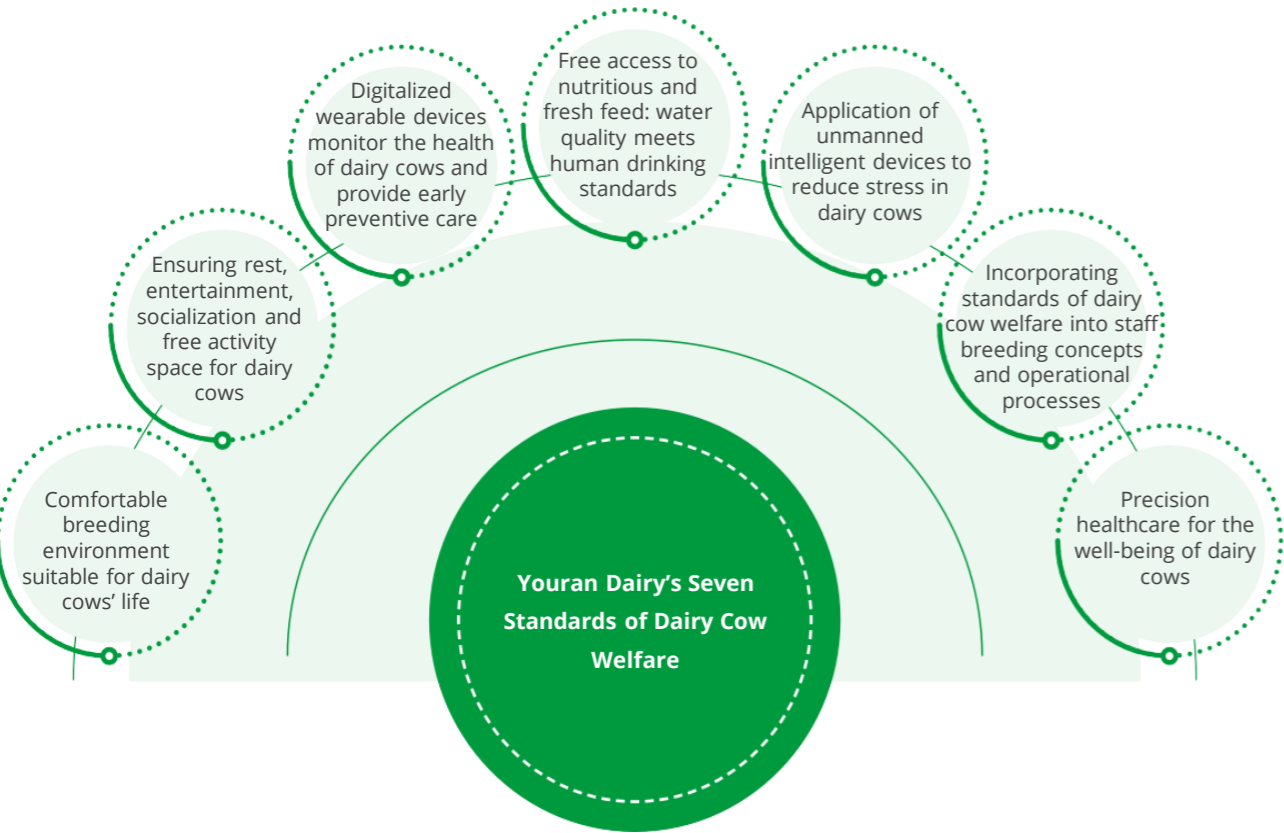 Comfortable
breeding
environment
suitable for dairy
cows’ life
Ensuring rest,
entertainment,
socialization and
free activity
space for dairy
cows
Digitalized
wearable devices
monitor the health
of dairy cows and
provide early
preventive care
Free access to
nutritious and
fresh feed: water
quality meets
human drinking
standards
Application of
unmanned
intelligent devices to
reduce stress in
dairy cows
Incorporating
standards of dairy
cow welfare into staff
breeding concepts
and operational
processes
Precision
healthcare for the
well-being of dairy
cows
Youran Dairy’s Seven
Standards of Dairy Cow
Welfare